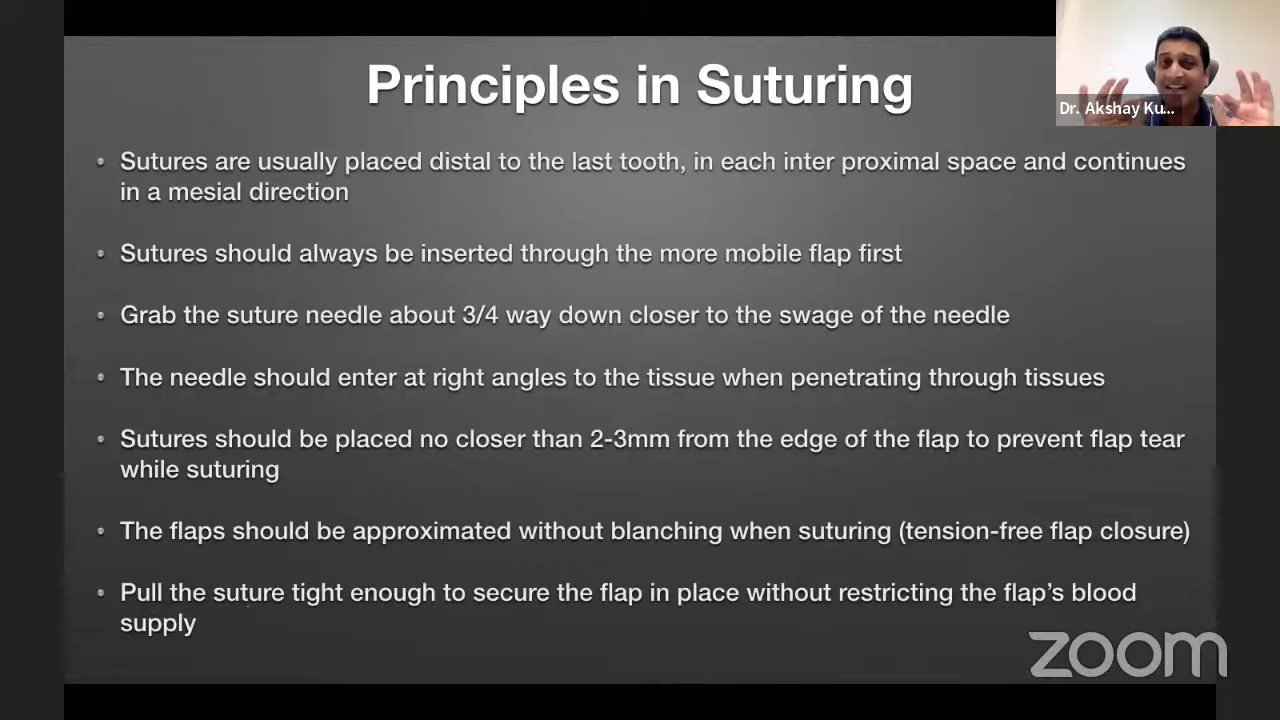 Principles in Suturing
Dr. Akshay Ku...
• Sutures are usually placed distal to the last tooth, in each inter proximal space and continues
in a mesial direction
• Sutures should always be inserted through the more mobile flap first
• Grab the suture needle about 3/4 way down closer to the swage of the needle
• The needle should enter at right angles to the tissue when penetrating through tissues
• Sutures should be placed no closer than 2-3mm from the edge of the flap to prevent flap tear
while suturing
• The flaps should be approximated without blanching when suturing (tension-free flap closure)
• Pull the suture tight enough to secure the flap in place without restricting the flap’s blood
supply
zoom